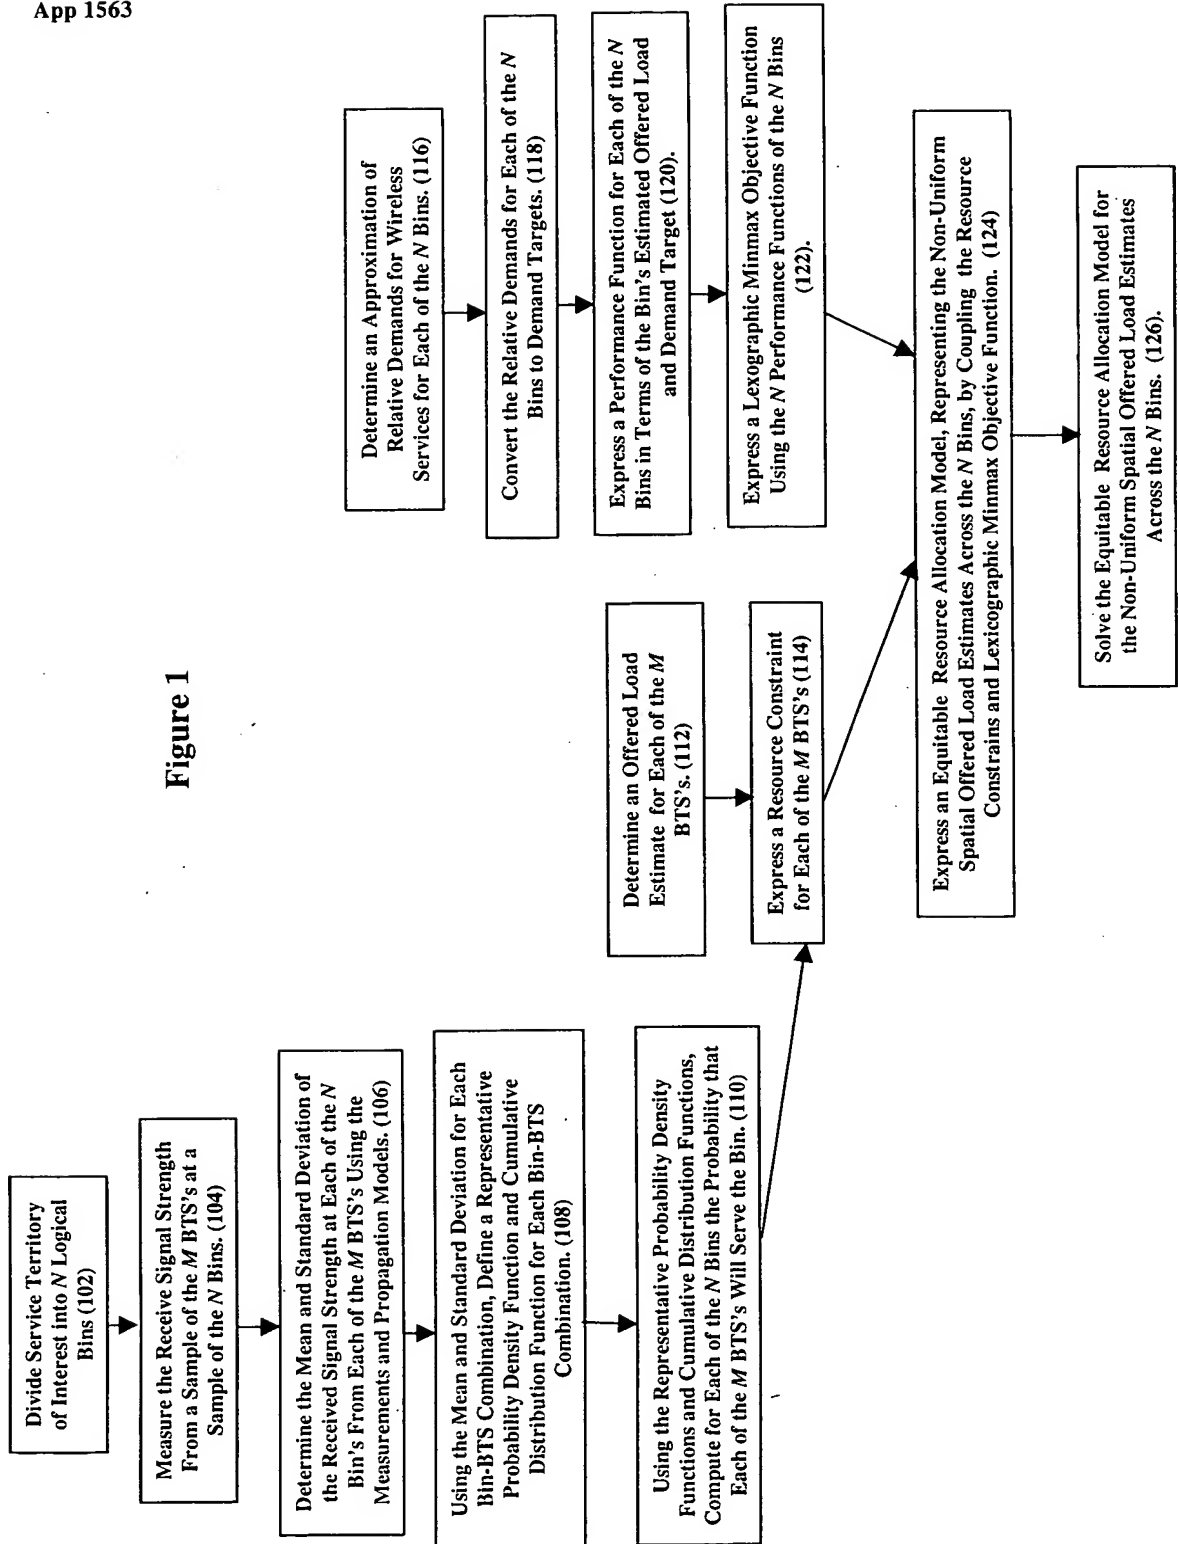 App 1563
Figure 1
Divide Service Territory
of Interest into N Logical
Bins (102)
Measure the Receive Signal Strength
From a Sample of the M BTS's at a
Sample of the N Bins. (104)
Determine the Mean and Standard Deviation of
the Received Signal Strength at Each of the N
Bin's From Each of the M BTS's Using the
Measurements and Propagation Models. (106)
Using the Mean and Standard Deviation for Each
Bin-BTS Combination, Define a Representative
Probability Density Function and Cumulative
Distribution Function for Each Bin-BTS
Combination. (108)
Using the Representative Probability Density
Functions and Cumulative Distribution Functions,
Compute for Each of the N Bins the Probability that
Each of the M BTS's Will Serve the Bin. (110)
Determine an Offered Load
Estimate for Each of the M
BTS's. (112)
Express a Resource Constraint
for Each of the M BTS's (114)
Determine an Approximation of
Relative Demands for Wireless
Services for Each of the N Bins. (116)
Convert the Relative Demands for Each of the N
Bins to Demand Targets. (118)
Express a Performance Function for Each of the N
Bins in Terms of the Bin's Estimated Offered Load
and Demand Target (120).
Express a Lexographic Minmax Objective Function
Using the N Performance Functions of the N Bins
(122).
Express an Equitable Resource Allocation Model, Representing the Non-Uniform
Spatial Offered Load Estimates Across the N Bins, by Coupling the Resource
Constrains and Lexicographic Minmax Objective Function. (124)
Solve the Equitable Resource Allocation Model for
the Non-Uniform Spatial Offered Load Estimates
Across the N Bins. (126).